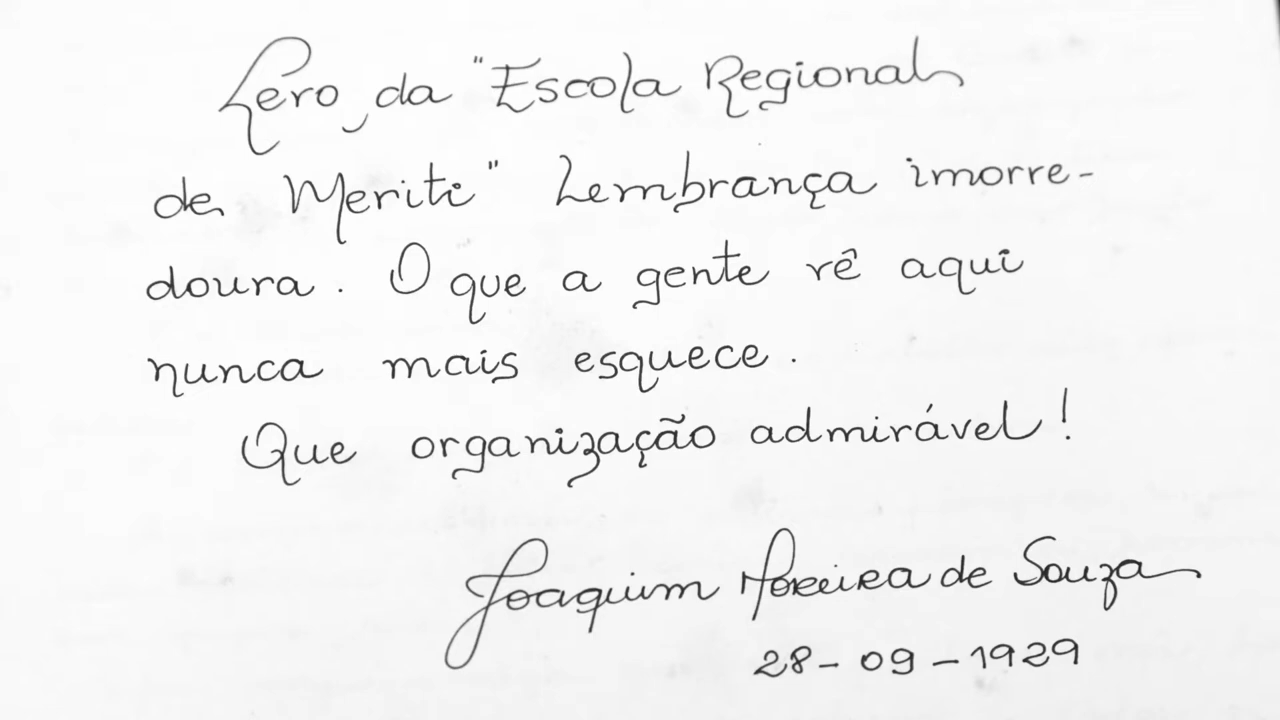 Levo, da "Escola Regional
de Meriti" Lembrança imorre-
doura. O que a gente vê aqui
nunca mais esquece.
Que organização admirável!
Joaquim Moreira de Souza
28-09-1929